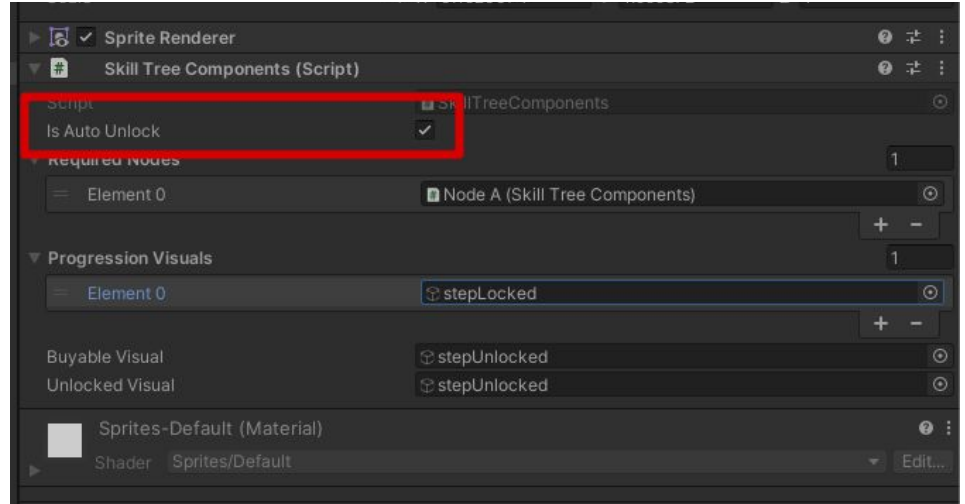 Sprite Renderer
Skill Tree Components (Script)
Script SkillTreeComponents
Is Auto Unlock
Required Nodes 1
Element 0 Node A (Skill Tree Components)
+ -
Progression Visuals 1
Element 0 stepLocked
+ -
Buyable Visual stepUnlocked
Unlocked Visual stepUnlocked
Sprites-Default (Material)
Shader Sprites/Default Edit...